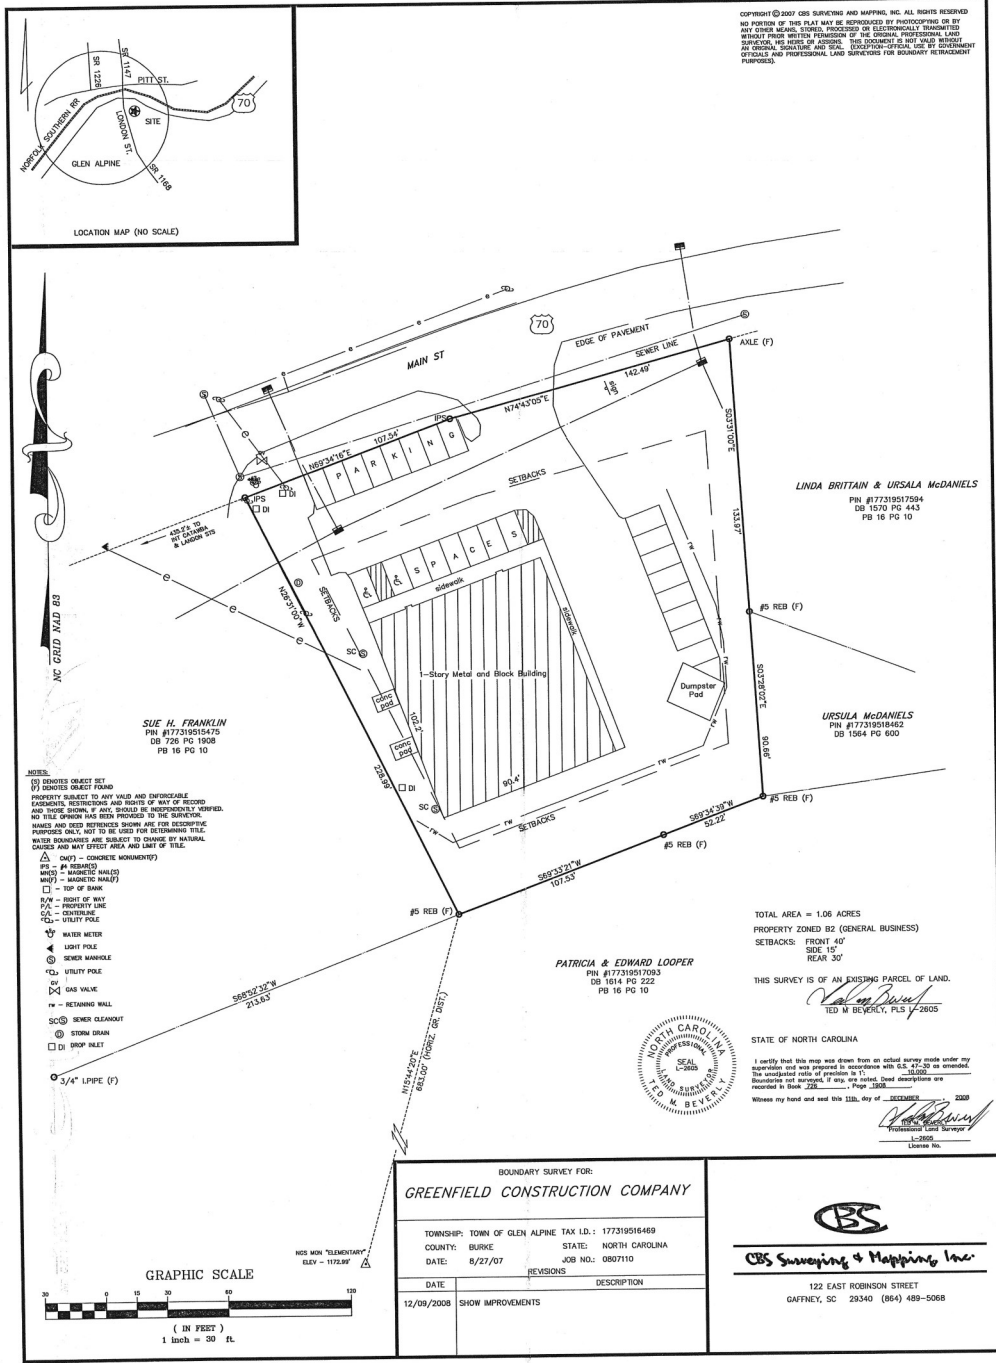 COPYRIGHT © 2007 CBS SURVEYING AND MAPPING, INC. ALL RIGHTS RESERVED
NO PORTION OF THIS PLAT MAY BE REPRODUCED BY PHOTOCOPYING OR BY
ANY OTHER MEANS, STORED, PROCESSED OR ELECTRONICALLY TRANSMITTED
WITHOUT PRIOR WRITTEN PERMISSION OF THE ORIGINAL PROFESSIONAL LAND
SURVEYOR, HIS HEIRS OR ASSIGNS. THIS DOCUMENT IS NOT VALID WITHOUT
AN ORIGINAL SIGNATURE AND SEAL. (EXCEPTION-OFFICIAL USE BY GOVERNMENT
OFFICIALS AND PROFESSIONAL LAND SURVEYORS FOR BOUNDARY RETRACEMENT
PURPOSES).
SR 1226
SR 1147
PITT ST.
70
NORFOLK SOUTHERN RR
SITE
LONDON ST.
GLEN ALPINE
SR 1168
LOCATION MAP (NO SCALE)
70
MAIN ST
EDGE OF PAVEMENT
SEWER LINE
AXLE (F)
142.49'
sign
N74°43'05"E
IPS
107.54'
N69°34'16"E
PARKING
SETBACKS
S03°31'00"E
133.97'
LINDA BRITTAIN & URSALA McDANIELS
PIN #177319517594
DB 1570 PG 443
PB 16 PG 10
IPS
DI
DI
435.2'± TO
INT CATAWBA
& LANDON STS
N26°31'00"W
228.99'
SETBACKS
SPACES
sidewalk
sidewalk
rw
#5 REB (F)
SC
1-Story Metal and Block Building
conc pad
conc pad
102.2'
90.4'
Dumpster
Pad
rw
rw
S03°28'02"E
90.66'
URSULA McDANIELS
PIN #177319518462
DB 1564 PG 600
NC GRID NAD 83
SUE H. FRANKLIN
PIN #177319515475
DB 726 PG 1908
PB 16 PG 10
DI
SC
rw
rw
rw
SETBACKS
#5 REB (F)
S69°34'39"W
52.22'
#5 REB (F)
S69°33'21"W
107.53'
#5 REB (F)
NOTES:
(S) DENOTES OBJECT SET
(F) DENOTES OBJECT FOUND
PROPERTY SUBJECT TO ANY VALID AND ENFORCEABLE
EASEMENTS, RESTRICTIONS AND RIGHTS OF WAY OF RECORD
AND THOSE SHOWN, IF ANY, SHOULD BE INDEPENDENTLY VERIFIED.
NO TITLE OPINION HAS BEEN PROVIDED TO THE SURVEYOR.
NAMES AND DEED REFRENCES SHOWN ARE FOR DESCRIPTIVE
PURPOSES ONLY, NOT TO BE USED FOR DETERMINING TITLE.
WATER BOUNDARIES ARE SUBJECT TO CHANGE BY NATURAL
CAUSES AND MAY EFFECT AREA AND LIMIT OF TITLE.
CM(F) - CONCRETE MONUMENT(F)
IPS - #4 REBAR(S)
MN(S) - MAGNETIC NAIL(S)
MN(F) - MAGNETIC NAIL(F)
- TOP OF BANK
R/W - RIGHT OF WAY
P/L - PROPERTY LINE
C/L - CENTERLINE
- UTILITY POLE
WATER METER
LIGHT POLE
SEWER MANHOLE
UTILITY POLE
GV
GAS VALVE
rw - RETAINING WALL
SC SEWER CLEANOUT
STORM DRAIN
DI DROP INLET
S68°52'32"W
213.63'
3/4" I.PIPE (F)
N15°44'20"E
683.00' (HORIZ. GR. DIST.)
NGS MON "ELEMENTARY"
ELEV - 1172.99'
PATRICIA & EDWARD LOOPER
PIN #177319517093
DB 1614 PG 222
PB 16 PG 10
TOTAL AREA = 1.06 ACRES
PROPERTY ZONED B2 (GENERAL BUSINESS)
SETBACKS: FRONT 40'
SIDE 15'
REAR 30'
THIS SURVEY IS OF AN EXISTING PARCEL OF LAND.
TED M BEVERLY, PLS L-2605
NORTH CAROLINA
PROFESSIONAL
SEAL
L-2605
LAND SURVEYOR
TED M. BEVERLY
STATE OF NORTH CAROLINA
I certify that this map was drawn from an actual survey made under my
supervision and was prepared in accordance with G.S. 47-30 as amended.
The unadjusted ratio of precision is 1': 10,000
Boundaries not surveyed, if any, are noted. Deed descriptions are
recorded in Book 726, Page 1908
Witness my hand and seal this 11th day of DECEMBER, 2008
TED M. BEVERLY
Professional Land Surveyor
L-2605
License No.
BOUNDARY SURVEY FOR:
GREENFIELD CONSTRUCTION COMPANY
TOWNSHIP: TOWN OF GLEN ALPINE TAX I.D.: 177319516469
COUNTY: BURKE STATE: NORTH CAROLINA
DATE: 8/27/07 JOB NO.: 0807110
REVISIONS
DATE DESCRIPTION
12/09/2008 SHOW IMPROVEMENTS
CBS
CBS Surveying & Mapping, Inc.
122 EAST ROBINSON STREET
GAFFNEY, SC 29340 (864) 489-5068
GRAPHIC SCALE
30 0 15 30 60 120
( IN FEET )
1 inch = 30 ft.